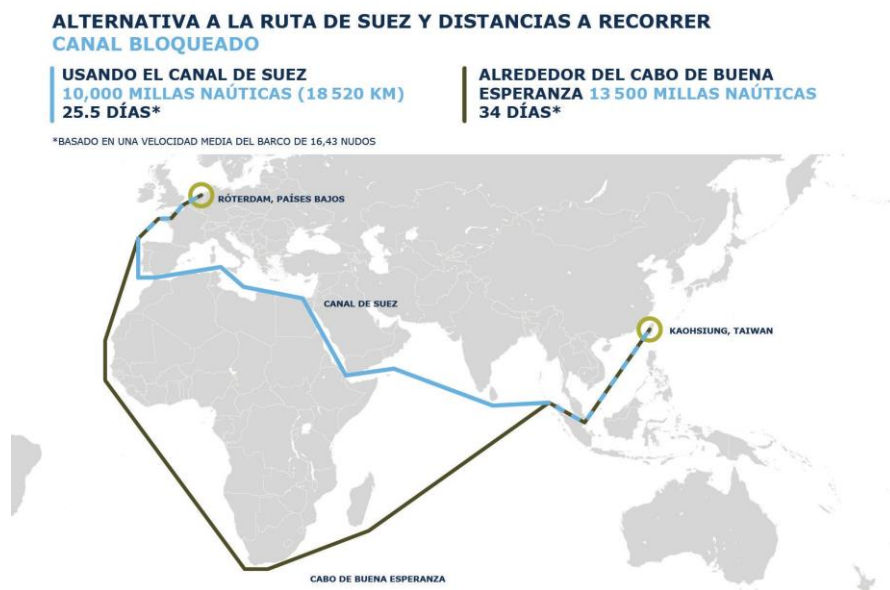 ALTERNATIVA A LA RUTA DE SUEZ Y DISTANCIAS A RECORRER
CANAL BLOQUEADO
USANDO EL CANAL DE SUEZ
10,000 MILLAS NAÚTICAS (18 520 KM)
25.5 DÍAS*
ALREDEDOR DEL CABO DE BUENA
ESPERANZA 13 500 MILLAS NAÚTICAS
34 DÍAS*
*BASADO EN UNA VELOCIDAD MEDIA DEL BARCO DE 16,43 NUDOS
RÓTERDAM, PAÍSES BAJOS
CANAL DE SUEZ
KAOHSIUNG, TAIWAN
CABO DE BUENA ESPERANZA